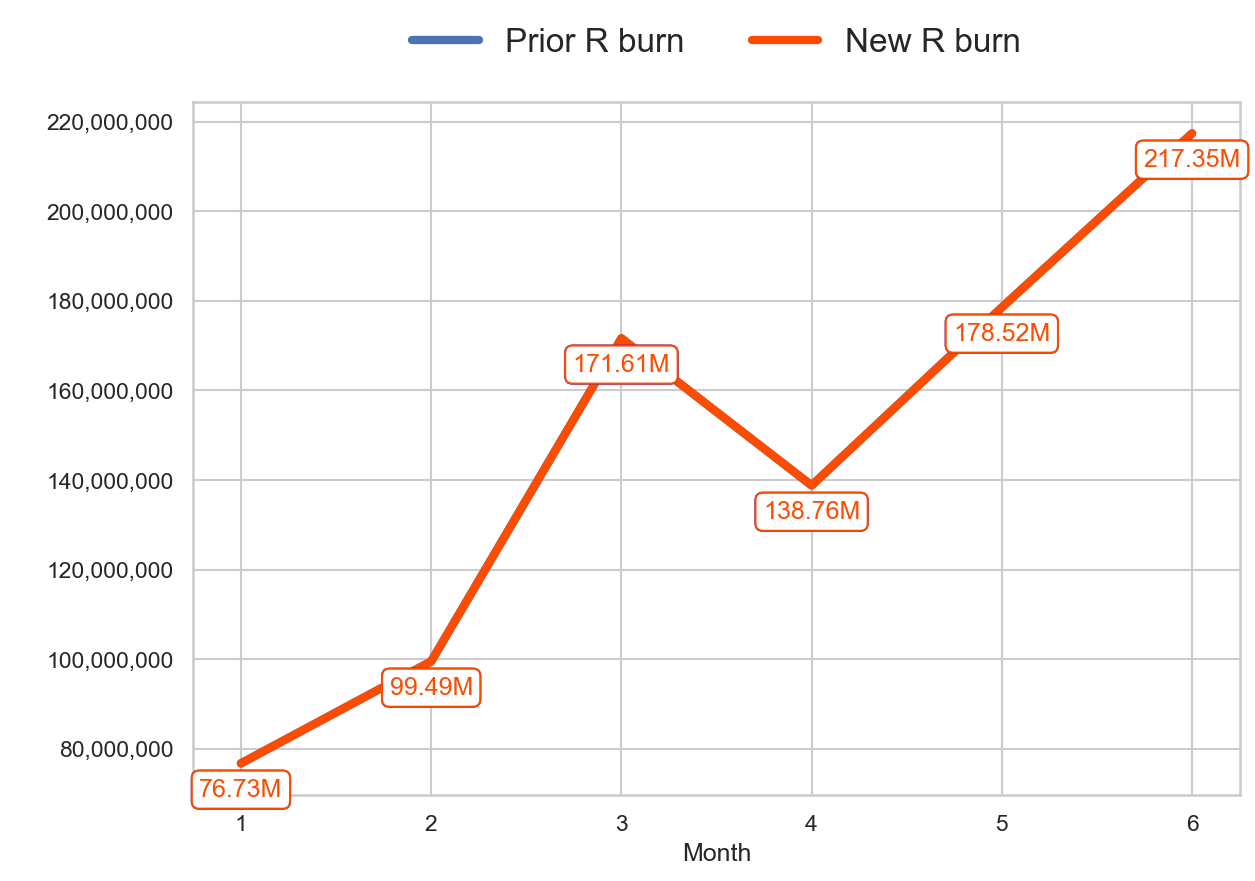 Prior R burn New R burn
220,000,000
217.35M
200,000,000
180,000,000
178.52M
171.61M
160,000,000
140,000,000
138.76M
120,000,000
100,000,000
99.49M
80,000,000
76.73M
1 2 3 4 5 6
Month